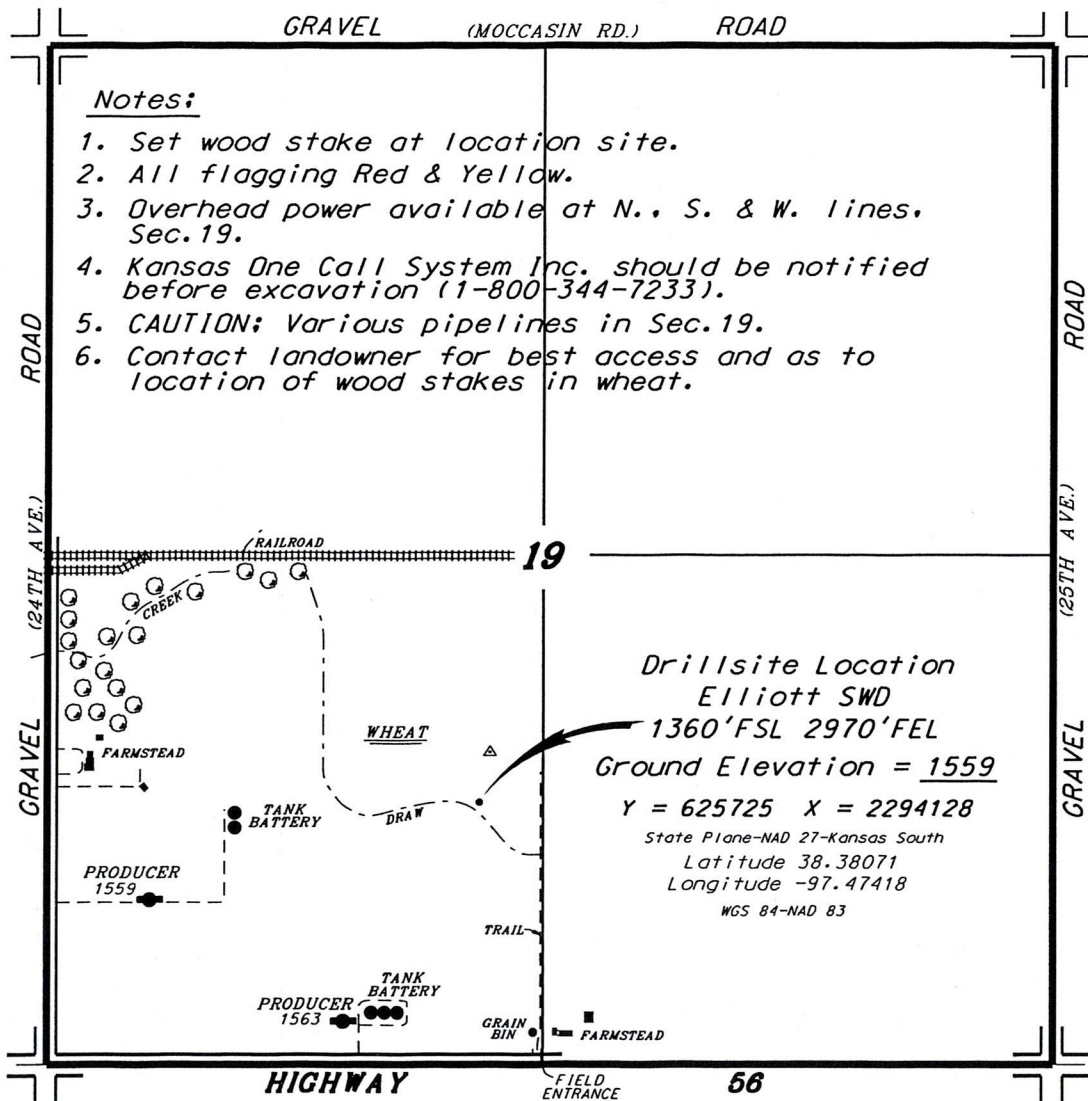 GRAVEL (MOCCASIN RD.) ROAD
Notes:
1. Set wood stake at location site.
2. All flagging Red & Yellow.
3. Overhead power available at N., S. & W. lines,
Sec.19.
4. Kansas One Call System Inc. should be notified
before excavation (1-800-344-7233).
5. CAUTION: Various pipelines in Sec.19.
6. Contact landowner for best access and as to
location of wood stakes in wheat.
GRAVEL (24TH AVE.) ROAD
GRAVEL (25TH AVE.) ROAD
RAILROAD
19
CREEK
WHEAT
FARMSTEAD
DRAW
TANK
BATTERY
PRODUCER
1559
Drillsite Location
Elliott SWD
1360'FSL 2970'FEL
Ground Elevation = 1559
Y = 625725 X = 2294128
State Plane-NAD 27-Kansas South
Latitude 38.38071
Longitude -97.47418
WGS 84-NAD 83
TRAIL
TANK
BATTERY
PRODUCER
1563
GRAIN
BIN
FARMSTEAD
HIGHWAY 56
FIELD
ENTRANCE